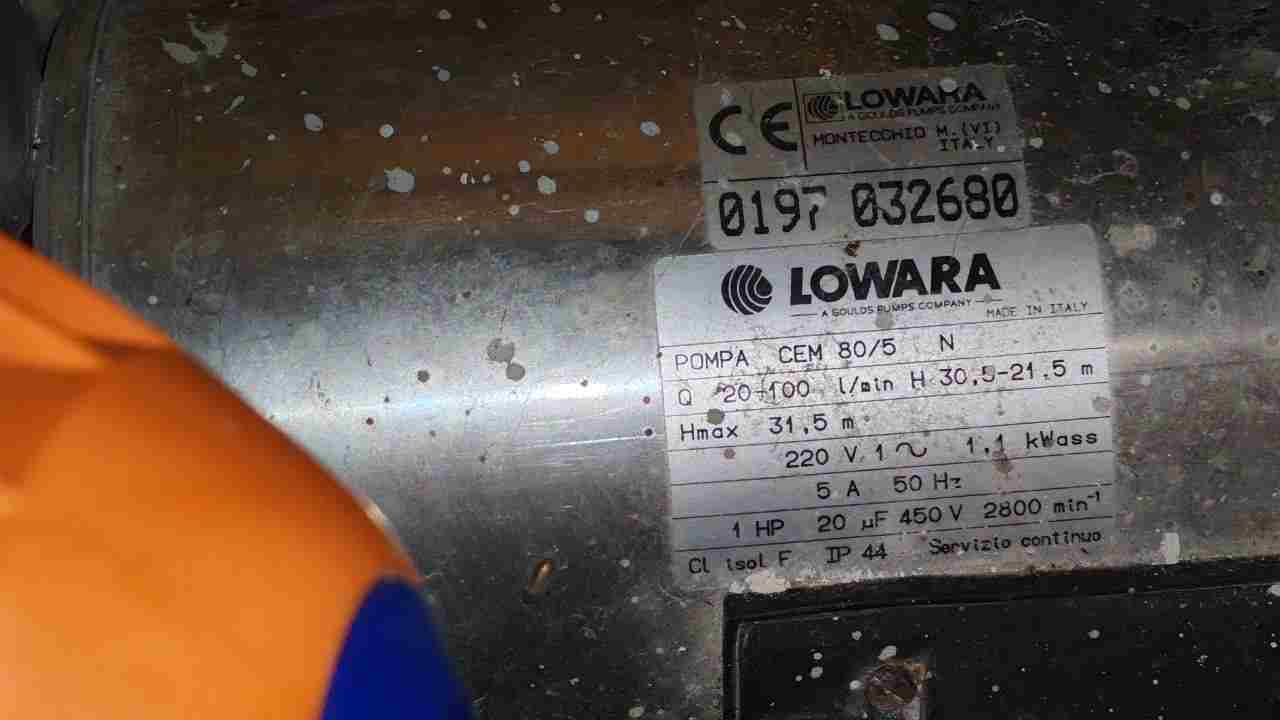 CE LOWARA
A GOULDS PUMPS COMPANY
MONTECCHIO M.(VI)
ITALY
0197 032680
LOWARA
A GOULDS PUMPS COMPANY
MADE IN ITALY
POMPA CEM 80/5 N
Q 20-100 l/min H 30,5-21.5 m
Hmax 31,5 m
220 V 1~ 1,1 kWass
5 A 50 Hz
1 HP 20 µF 450 V 2800 min⁻¹
Cl isol F IP 44 Servizio continuo